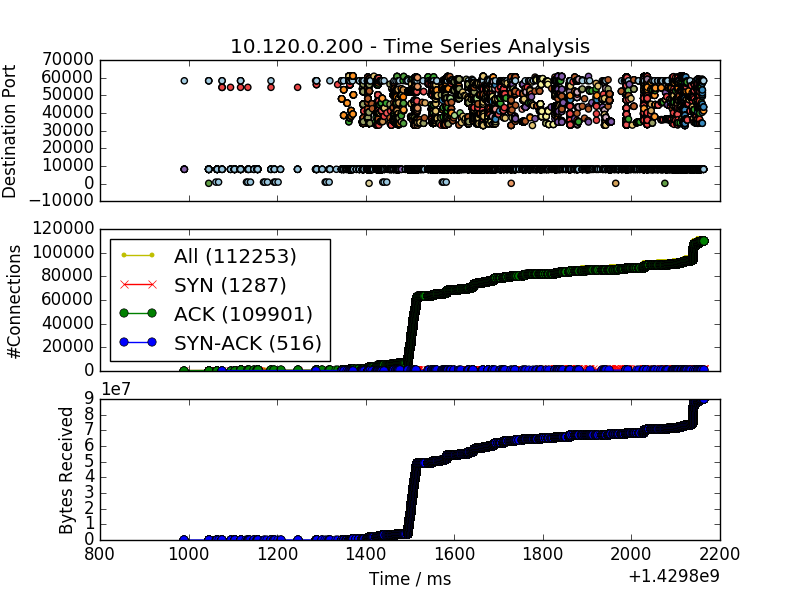 10.120.0.200 - Time Series Analysis
70000
60000
50000
40000
30000
20000
10000
0
−10000
Destination Port
120000
100000
80000
60000
40000
20000
0
#Connections
All (112253)
SYN (1287)
ACK (109901)
SYN-ACK (516)
1e7
9
8
7
6
5
4
3
2
1
0
Bytes Received
800 1000 1200 1400 1600 1800 2000 2200
Time / ms
+1.4298e9